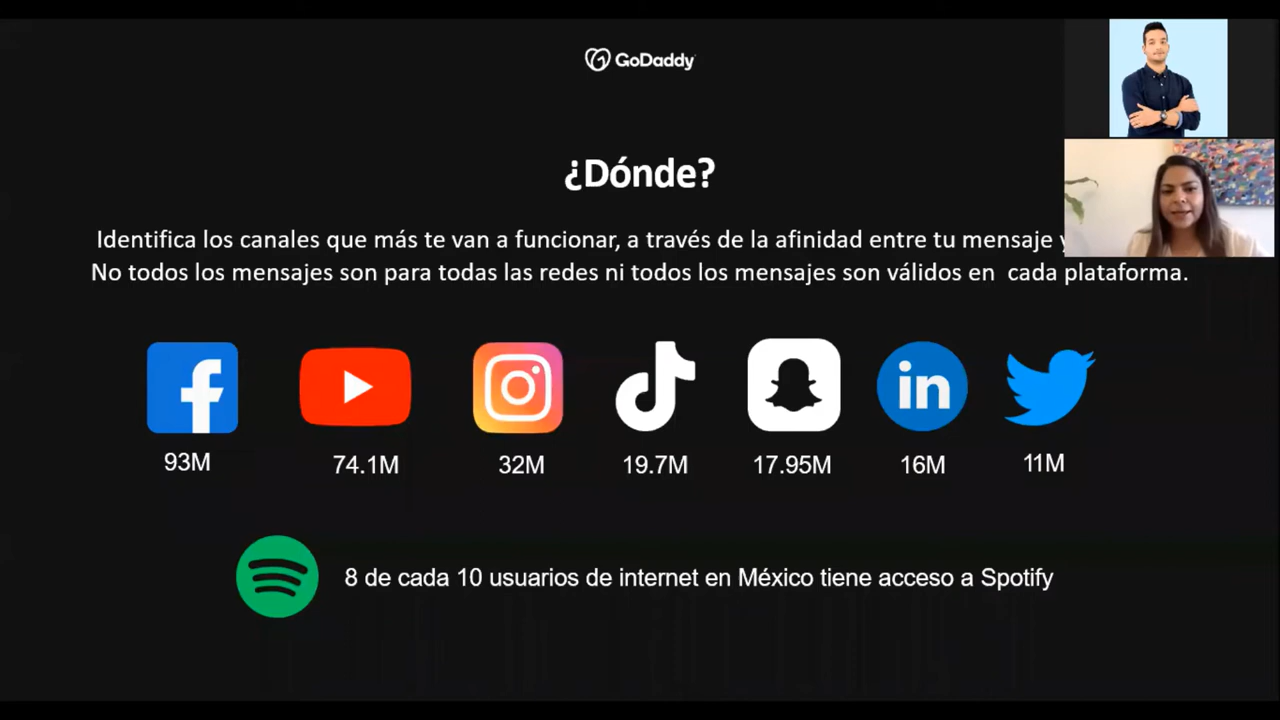 GoDaddy
¿Dónde?
Identifica los canales que más te van a funcionar, a través de la afinidad entre tu mensaje y
No todos los mensajes son para todas las redes ni todos los mensajes son válidos en cada plataforma.
in
93M 74.1M 32M 19.7M 17.95M 16M 11M
8 de cada 10 usuarios de internet en México tiene acceso a Spotify